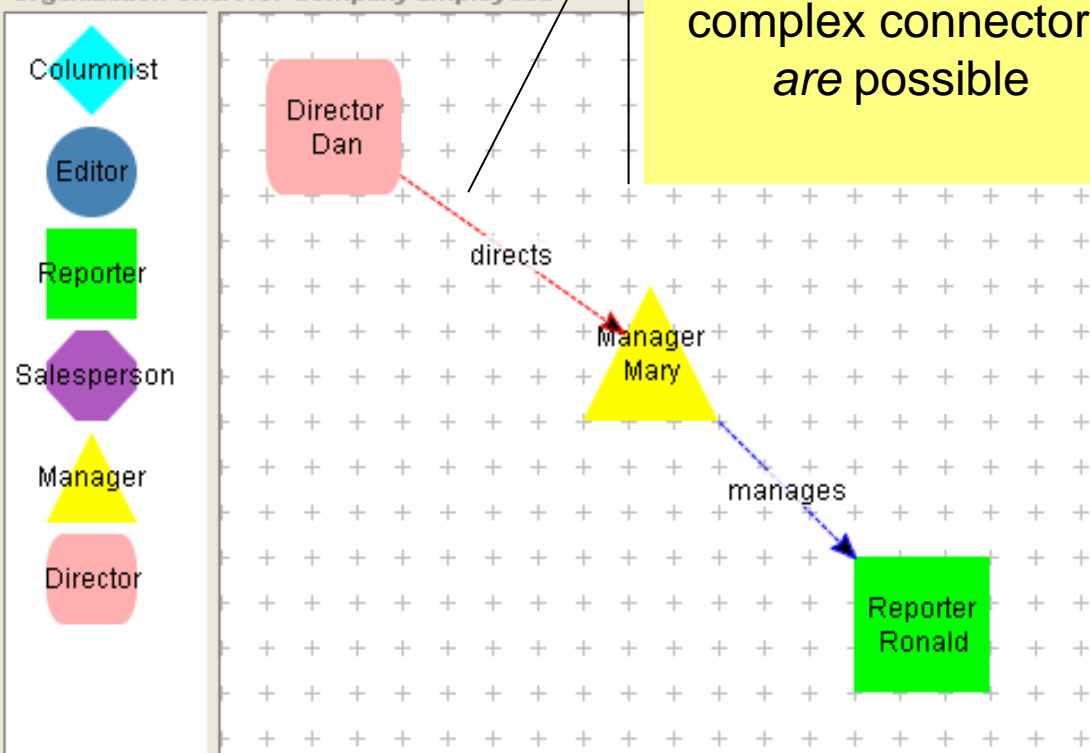 complex connector
are possible
Columnist
Editor
Reporter
Salesperson
Manager
Director
Director
Dan
directs
Manager
Mary
manages
Reporter
Ronald